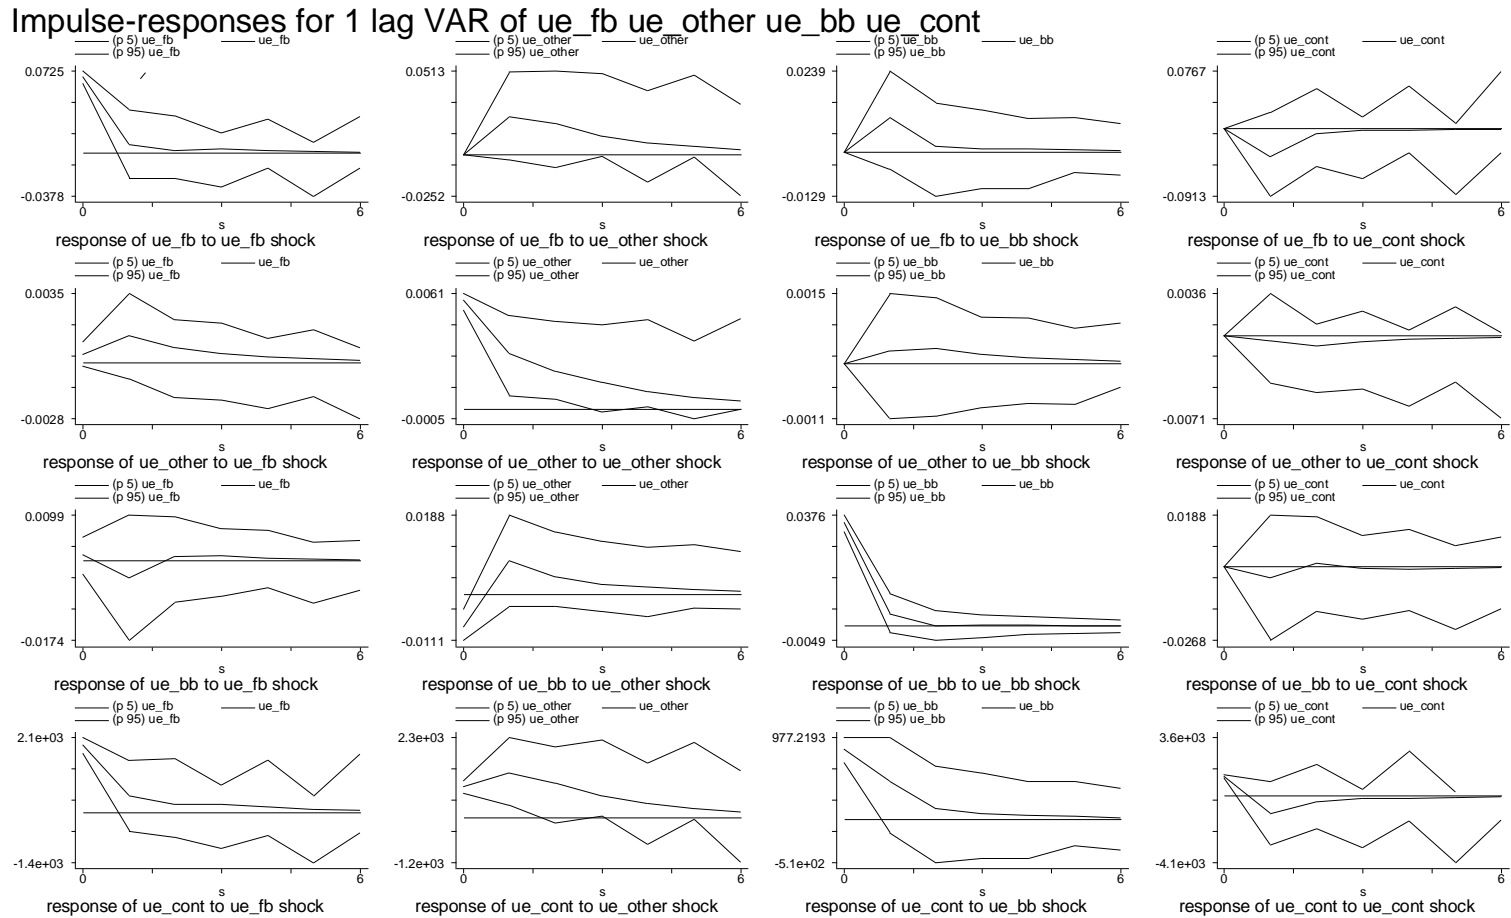 Impulse-responses for 1 lag VAR of ue_fb ue_other ue_bb ue_cont
(p 5) ue_fb ue_fb
(p 95) ue_fb
0.0725
-0.0378
0 6
s
response of ue_fb to ue_fb shock
(p 5) ue_other ue_other
(p 95) ue_other
0.0513
-0.0252
0 6
s
response of ue_fb to ue_other shock
(p 5) ue_bb ue_bb
(p 95) ue_bb
0.0239
-0.0129
0 6
s
response of ue_fb to ue_bb shock
(p 5) ue_cont ue_cont
(p 95) ue_cont
0.0767
-0.0913
0 6
s
response of ue_fb to ue_cont shock
(p 5) ue_fb ue_fb
(p 95) ue_fb
0.0035
-0.0028
0 6
s
response of ue_other to ue_fb shock
(p 5) ue_other ue_other
(p 95) ue_other
0.0061
-0.0005
0 6
s
response of ue_other to ue_other shock
(p 5) ue_bb ue_bb
(p 95) ue_bb
0.0015
-0.0011
0 6
s
response of ue_other to ue_bb shock
(p 5) ue_cont ue_cont
(p 95) ue_cont
0.0036
-0.0071
0 6
s
response of ue_other to ue_cont shock
(p 5) ue_fb ue_fb
(p 95) ue_fb
0.0099
-0.0174
0 6
s
response of ue_bb to ue_fb shock
(p 5) ue_other ue_other
(p 95) ue_other
0.0188
-0.0111
0 6
s
response of ue_bb to ue_other shock
(p 5) ue_bb ue_bb
(p 95) ue_bb
0.0376
-0.0049
0 6
s
response of ue_bb to ue_bb shock
(p 5) ue_cont ue_cont
(p 95) ue_cont
0.0188
-0.0268
0 6
s
response of ue_bb to ue_cont shock
(p 5) ue_fb ue_fb
(p 95) ue_fb
2.1e+03
-1.4e+03
0 6
s
response of ue_cont to ue_fb shock
(p 5) ue_other ue_other
(p 95) ue_other
2.3e+03
-1.2e+03
0 6
s
response of ue_cont to ue_other shock
(p 5) ue_bb ue_bb
(p 95) ue_bb
977.2193
-5.1e+02
0 6
s
response of ue_cont to ue_bb shock
(p 5) ue_cont ue_cont
(p 95) ue_cont
3.6e+03
-4.1e+03
0 6
s
response of ue_cont to ue_cont shock